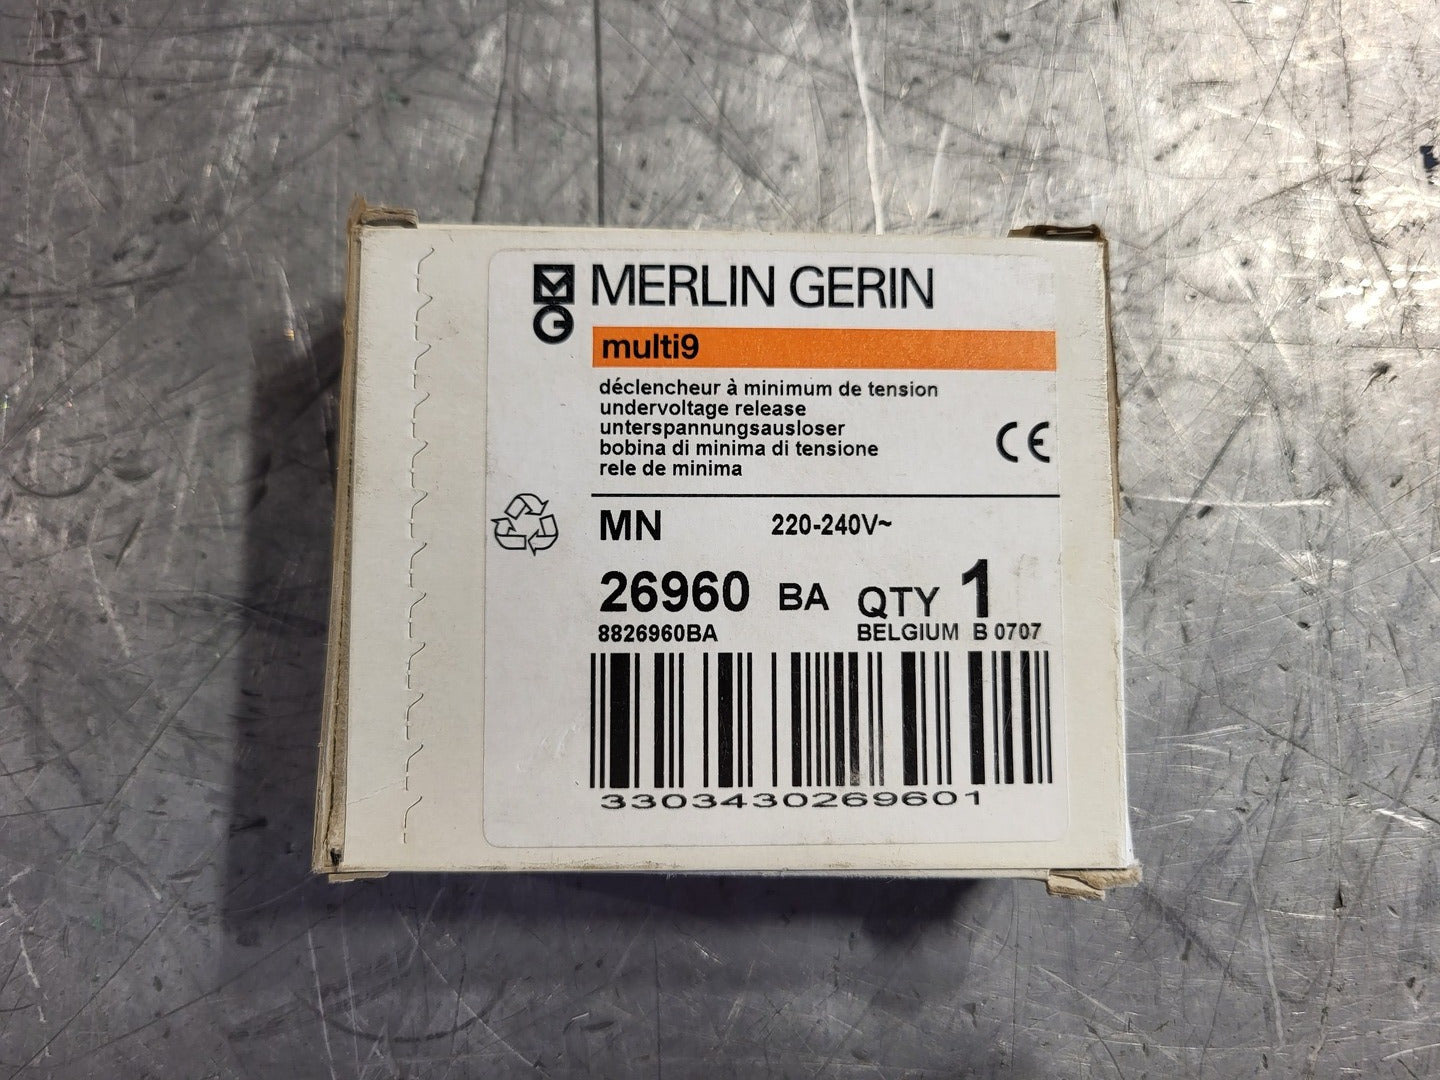 MERLIN GERIN
multi9
déclencheur à minimum de tension
undervoltage release
unterspannungsausloser
bobina di minima di tensione
rele de minima
CE
MN 220-240V~
26960 BA QTY 1
8826960BA BELGIUM B 0707
3303430269601